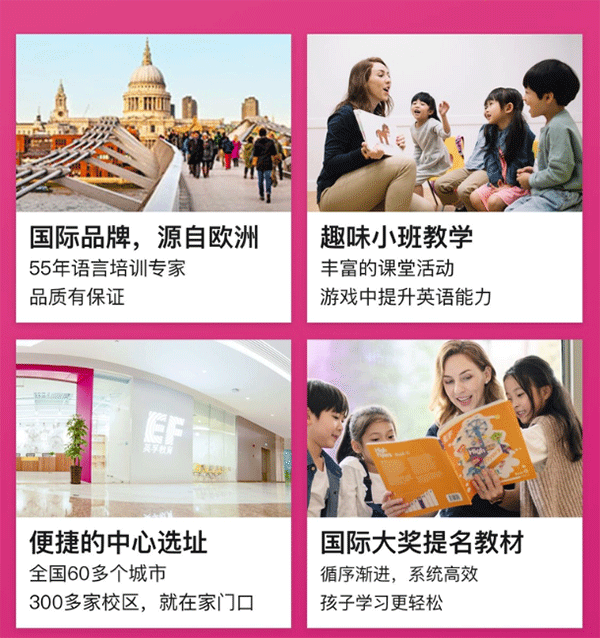 国际品牌，源自欧洲
55年语言培训专家
品质有保证
趣味小班教学
丰富的课堂活动
游戏中提升英语能力
EF
英孚教育
便捷的中心选址
全国60多个城市
300多家校区，就在家门口
High
High
国际大奖提名教材
循序渐进，系统高效
孩子学习更轻松